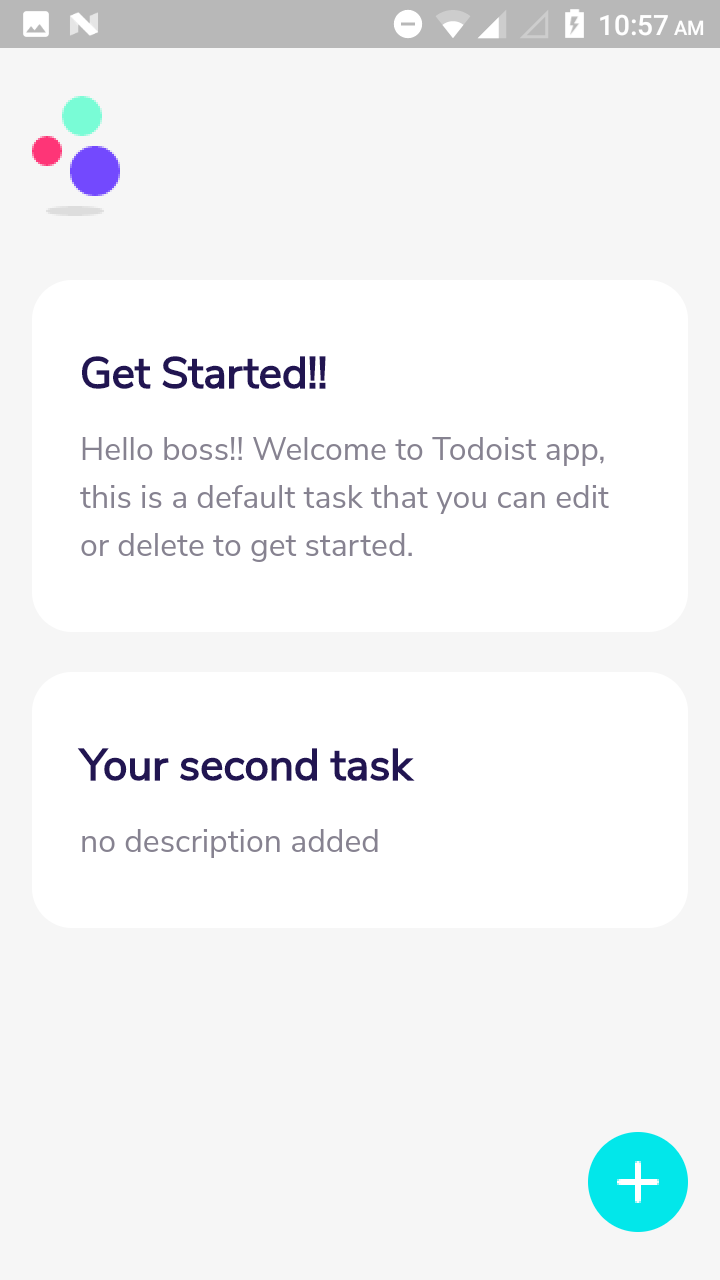 10:57 AM
Get Started!!
Hello boss!! Welcome to Todoist app,
this is a default task that you can edit
or delete to get started.
Your second task
no description added